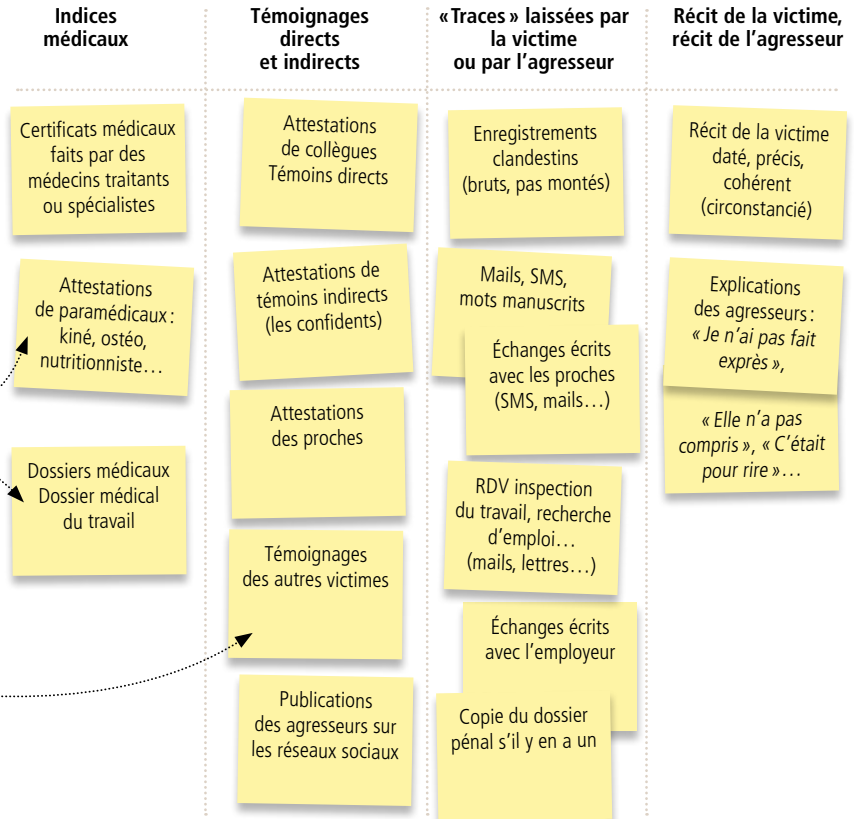 Indices
médicaux
Certificats médicaux
faits par des
médecins traitants
ou spécialistes
Attestations
de paramédicaux :
kiné, ostéo,
nutritionniste…
Dossiers médicaux
Dossier médical
du travail
Témoignages
directs
et indirects
Attestations
de collègues
Témoins directs
Attestations de
témoins indirects
(les confidents)
Attestations
des proches
Témoignages
des autres victimes
Publications
des agresseurs sur
les réseaux sociaux
« Traces » laissées par
la victime
ou par l’agresseur
Enregistrements
clandestins
(bruts, pas montés)
Mails, SMS,
mots manuscrits
Échanges écrits
avec les proches
(SMS, mails…)
RDV inspection
du travail, recherche
d’emploi…
(mails, lettres…)
Échanges écrits
avec l’employeur
Copie du dossier
pénal s’il y en a un
Récit de la victime,
récit de l’agresseur
Récit de la victime
daté, précis,
cohérent
(circonstancié)
Explications
des agresseurs :
« Je n’ai pas fait
exprès »,
« Elle n’a pas
compris », « C’était
pour rire »…